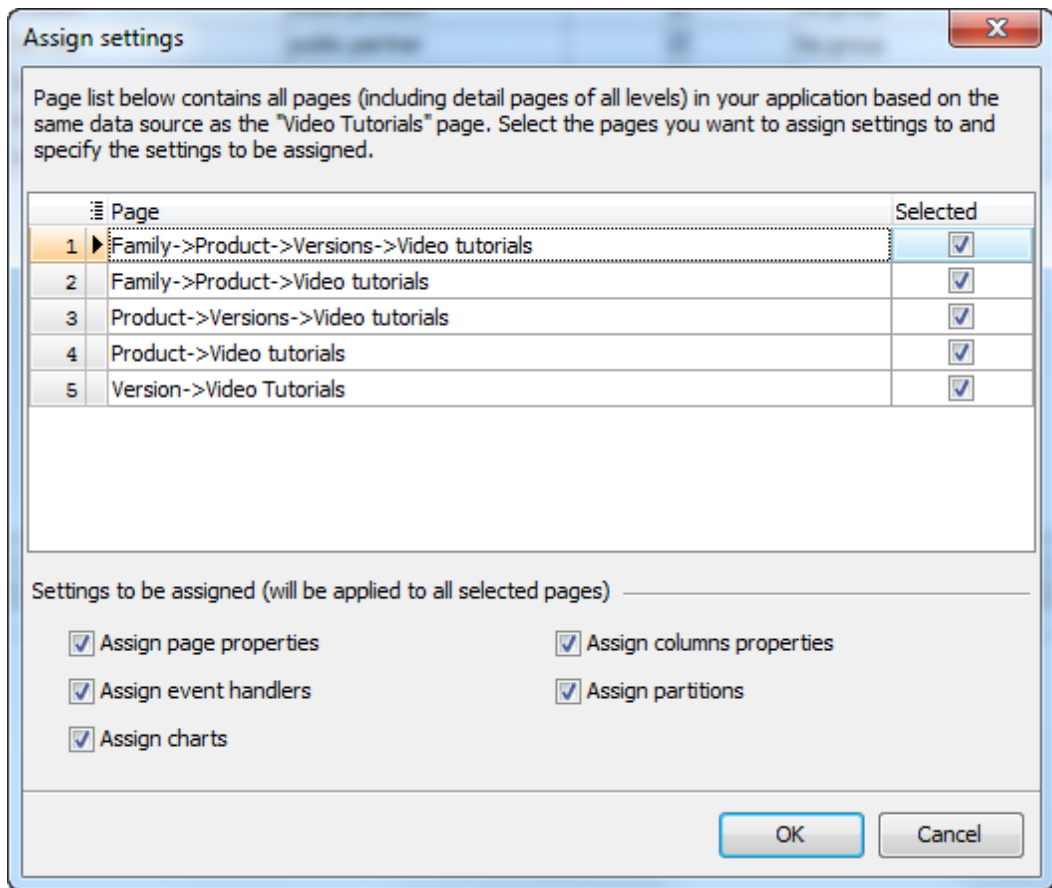 Assign settings
Page list below contains all pages (including detail pages of all levels) in your application based on the
same data source as the "Video Tutorials" page. Select the pages you want to assign settings to and
specify the settings to be assigned.
Page Selected
1 Family->Product->Versions->Video tutorials
2 Family->Product->Video tutorials
3 Product->Versions->Video tutorials
4 Product->Video tutorials
5 Version->Video Tutorials
Settings to be assigned (will be applied to all selected pages)
Assign page properties Assign columns properties
Assign event handlers Assign partitions
Assign charts
OK Cancel